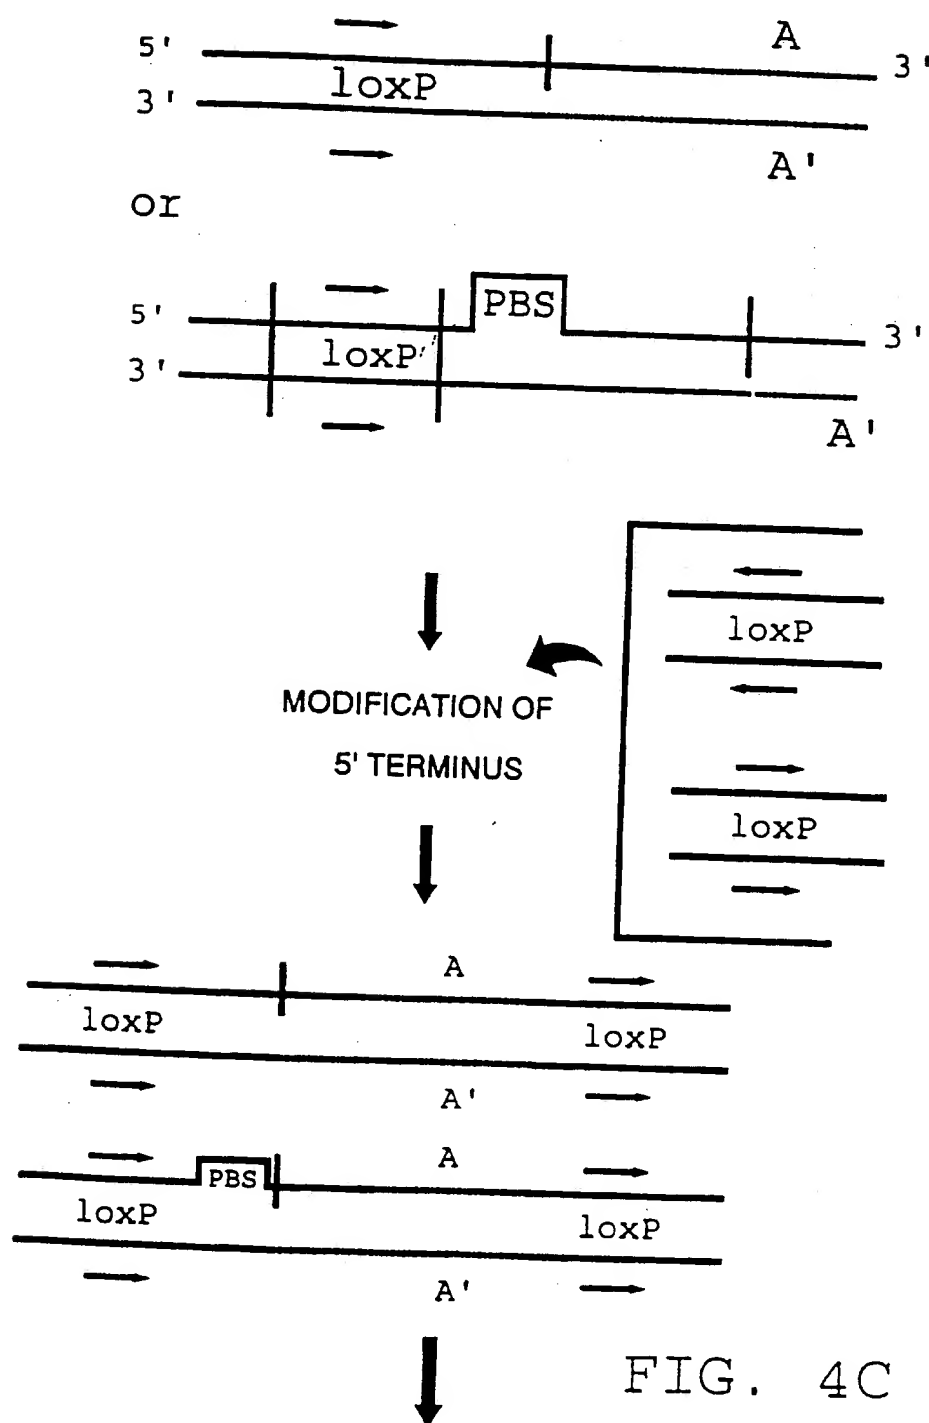 A
5' 3'
loxP
3'
A'
or
PBS
5' 3'
loxP'
3'
A'
loxP
MODIFICATION OF
5' TERMINUS
loxP
A
loxP loxP
A'
A
PBS
loxP loxP
A'
FIG. 4C